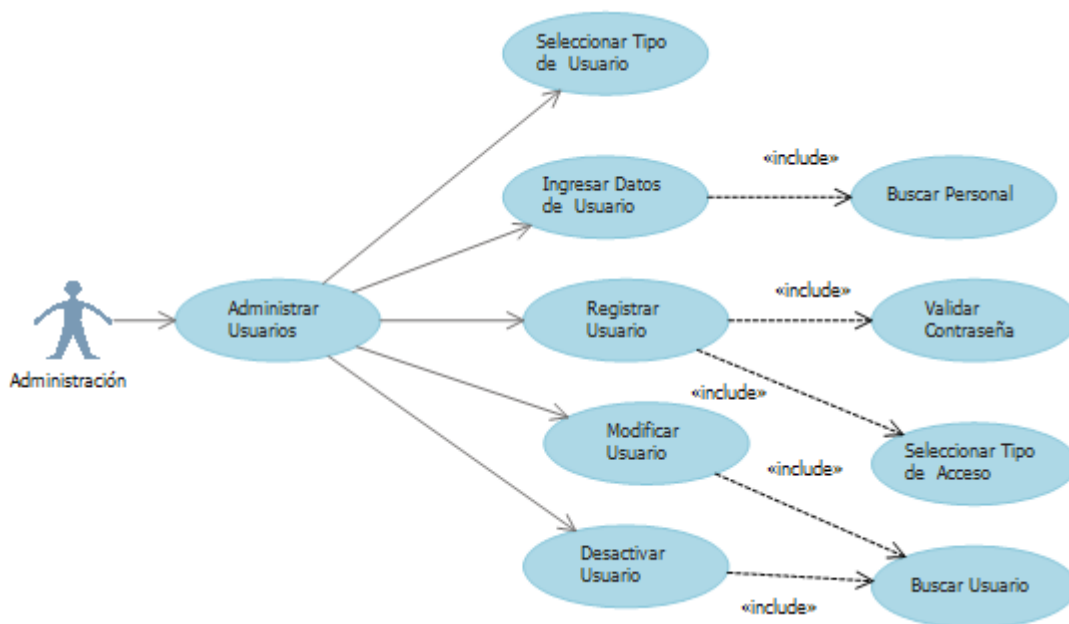 Seleccionar Tipo
de Usuario
«include»
Ingresar Datos
de Usuario
Buscar Personal
Administrar
Usuarios
Registrar
Usuario
«include»
Validar
Contraseña
Administración
«include»
Modificar
Usuario
Seleccionar Tipo
de Acceso
«include»
Desactivar
Usuario
Buscar Usuario
«include»